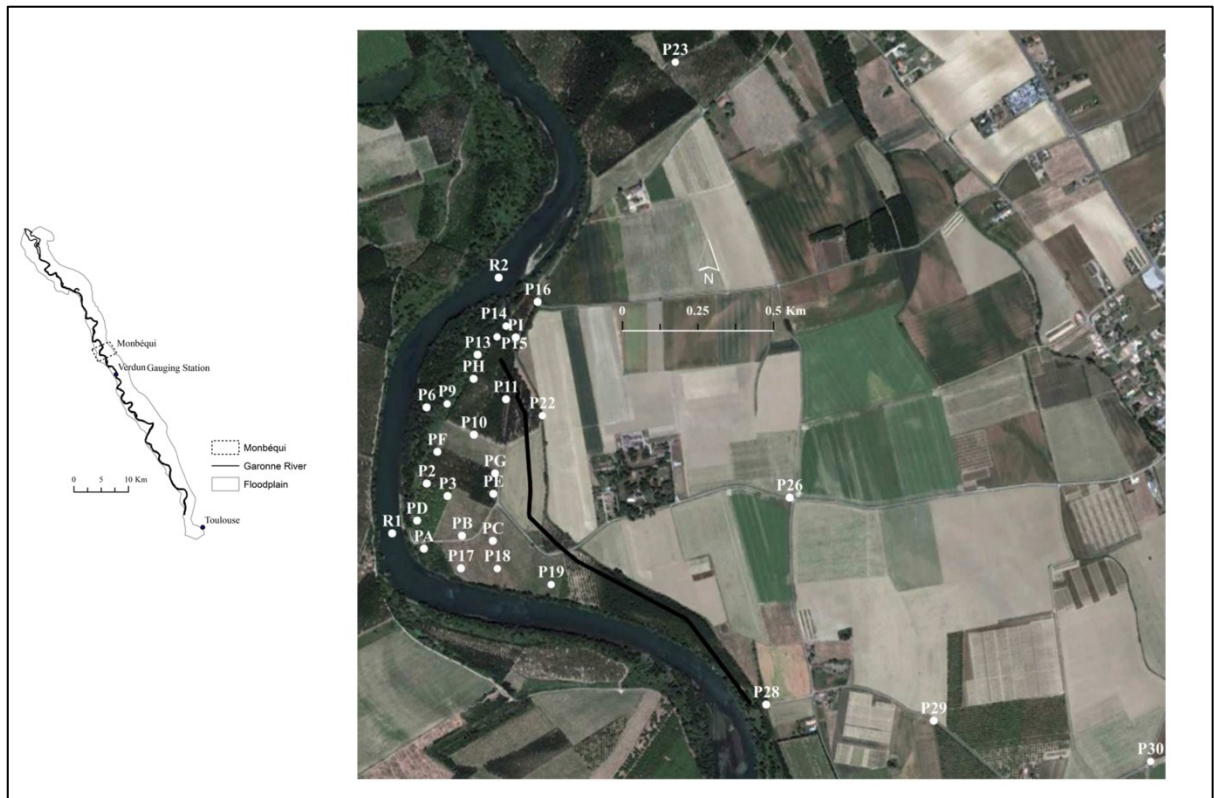 Monbéqui
Verdun Gauging Station
Monbéqui
Garonne River
Floodplain
0 5 10 Km
Toulouse
P23
R2
P16
N
0 0.5 Km
P14
PI
P13
P15
PH
P6
P9
P11
P22
P10
PF
PG
P2
P3
PE
P26
PD
R1
PA
PB
PC
P17
P18
P19
P28
P29
P30